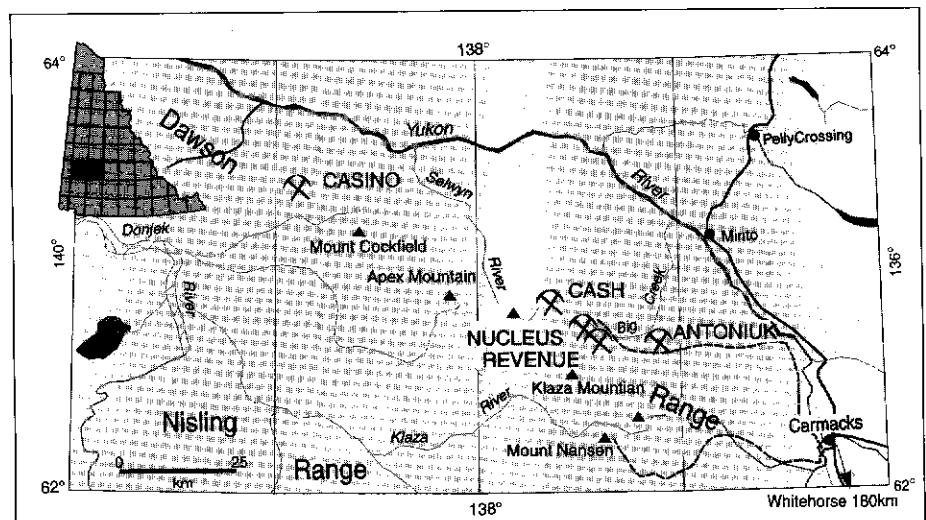 138°
64°
64°
Yukon
Dawson
PellyCrossing
River
CASINO
Selwyn
Donjek
Minto
140°
Mount Cockfield
136°
Apex Mountain
River
River
Creek
CASH
Big
ANTONIUK
NUCLEUS
REVENUE
Klaza Mountian
River
Range
Nisling
Klaza
Carmacks
Mount Nansen
0 25
km
Range
62°
62°
138°
Whitehorse 180km